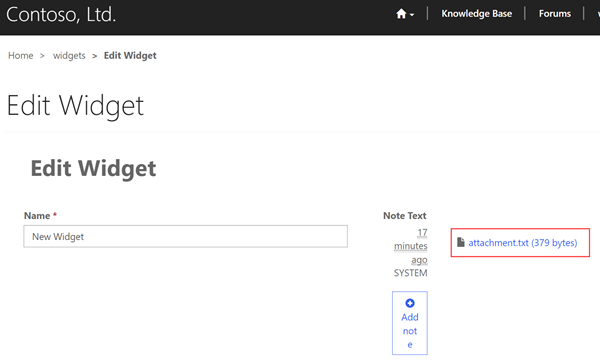 Contoso, Ltd.
Knowledge Base
Forums
Home > widgets > Edit Widget
Edit Widget
Edit Widget
Name *
New Widget
Note Text
17
minutes
ago
SYSTEM
Add
not
e
attachment.txt (379 bytes)